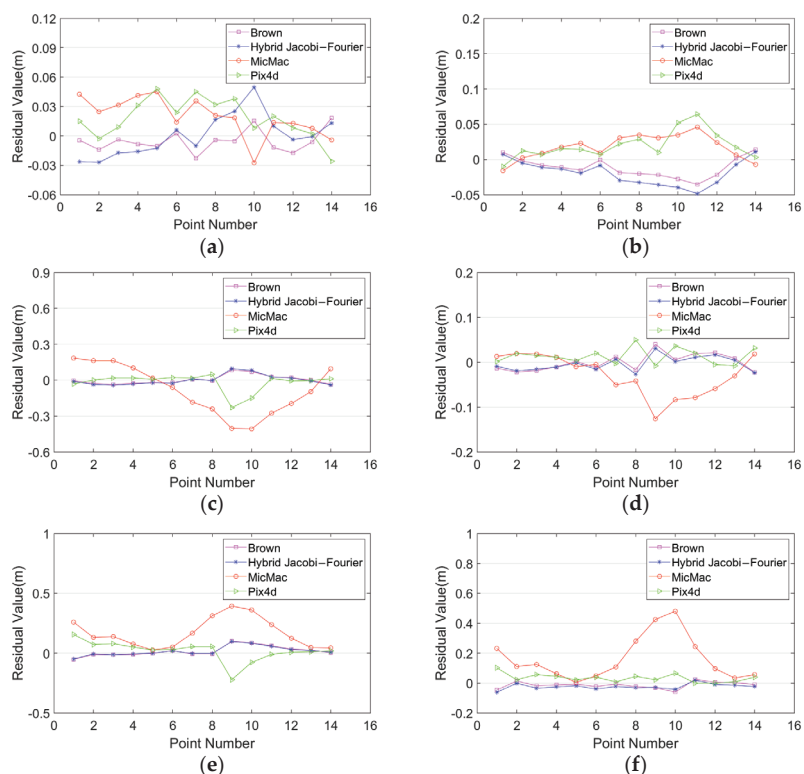 0.12
0.09
0.06
0.03
0
-0.03
-0.06
Residual Value(m)
0 2 4 6 8 10 12 14 16
Point Number
Brown
Hybrid Jacobi−Fourier
MicMac
Pix4d
(a)
0.2
0.15
0.1
0.05
0
-0.05
Residual Value(m)
0 2 4 6 8 10 12 14 16
Point Number
Brown
Hybrid Jacobi−Fourier
MicMac
Pix4d
(b)
0.9
0.6
0.3
0
-0.3
-0.6
Residual Value(m)
0 2 4 6 8 10 12 14 16
Point Number
Brown
Hybrid Jacobi−Fourier
MicMac
Pix4d
(c)
0.2
0.1
0
-0.1
-0.2
Residual Value(m)
0 2 4 6 8 10 12 14 16
Point Number
Brown
Hybrid Jacobi−Fourier
MicMac
Pix4d
(d)
1
0.5
0
-0.5
Residual Value(m)
0 2 4 6 8 10 12 14 16
Point Number
Brown
Hybrid Jacobi−Fourier
MicMac
Pix4d
(e)
1
0.8
0.6
0.4
0.2
0
-0.2
Residual Value(m)
0 2 4 6 8 10 12 14 16
Point Number
Brown
Hybrid Jacobi−Fourier
MicMac
Pix4d
(f)